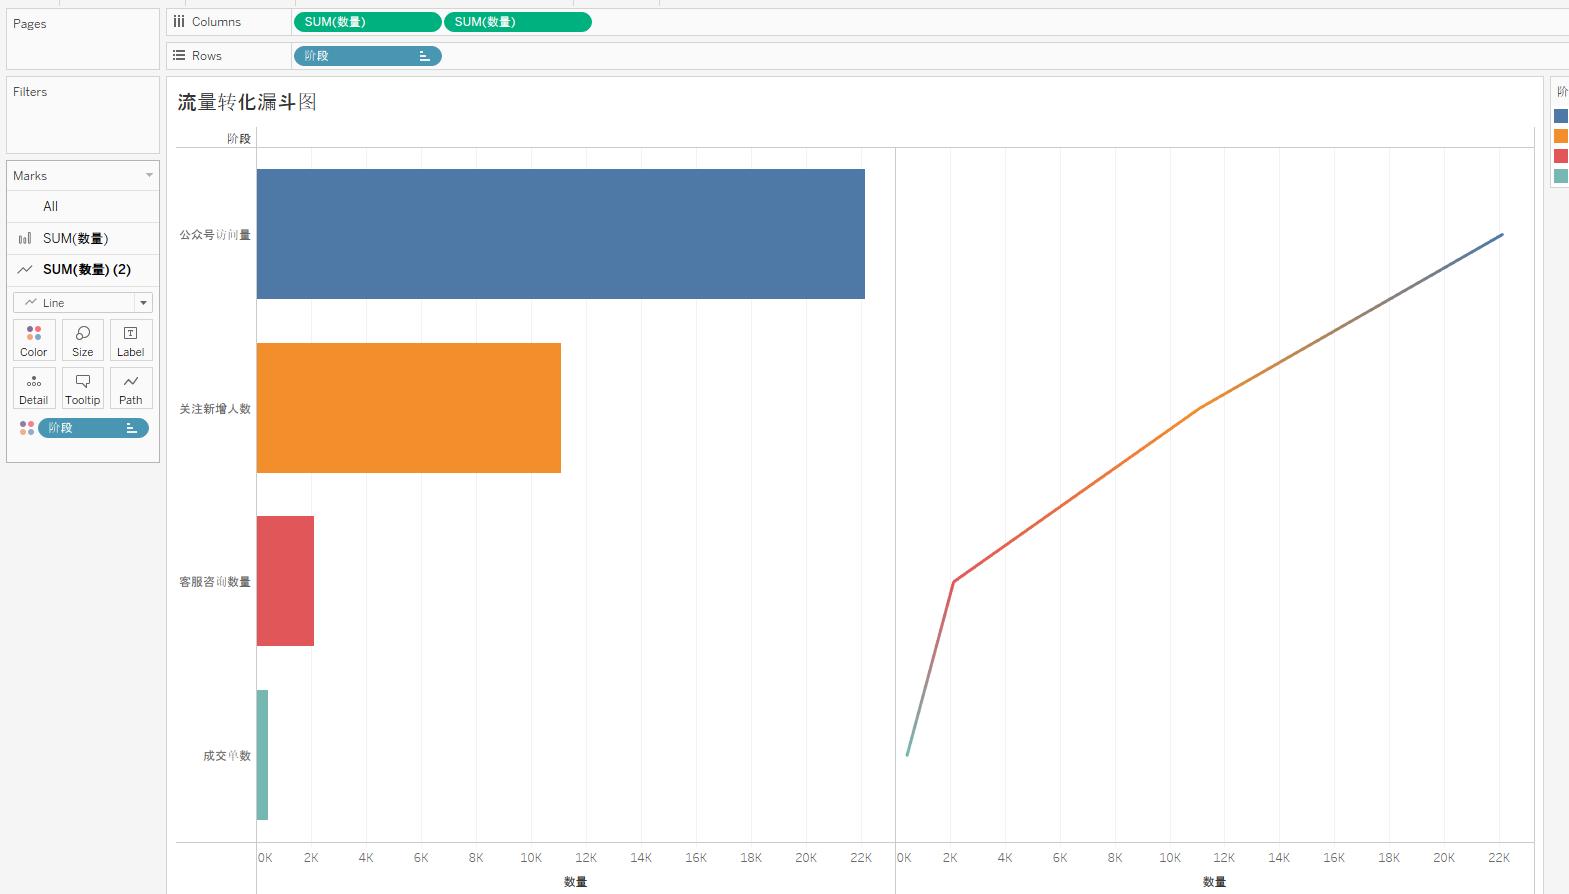 Pages
Columns
SUM(数量)
SUM(数量)
Rows
阶段
Filters
Marks
All
SUM(数量)
SUM(数量) (2)
Line
Color
Size
Label
Detail
Tooltip
Path
阶段
流量转化漏斗图
阶段
公众号访问量
关注新增人数
客服咨询数量
成交单数
0K 2K 4K 6K 8K 10K 12K 14K 16K 18K 20K 22K
数量
0K 2K 4K 6K 8K 10K 12K 14K 16K 18K 20K 22K
数量
阶